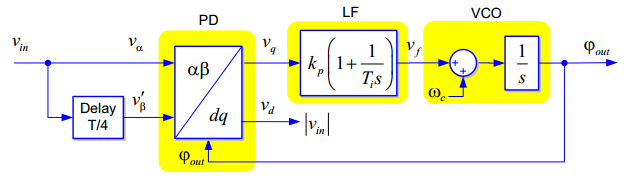 PD
LF
VCO
v_in
v_α
αβ
dq
v_q
k_p(1+1/(T_i s))
v_f
+
+
ω_c
1/s
φ_out
Delay
T/4
v′_β
v_d
|v_in|
φ_out